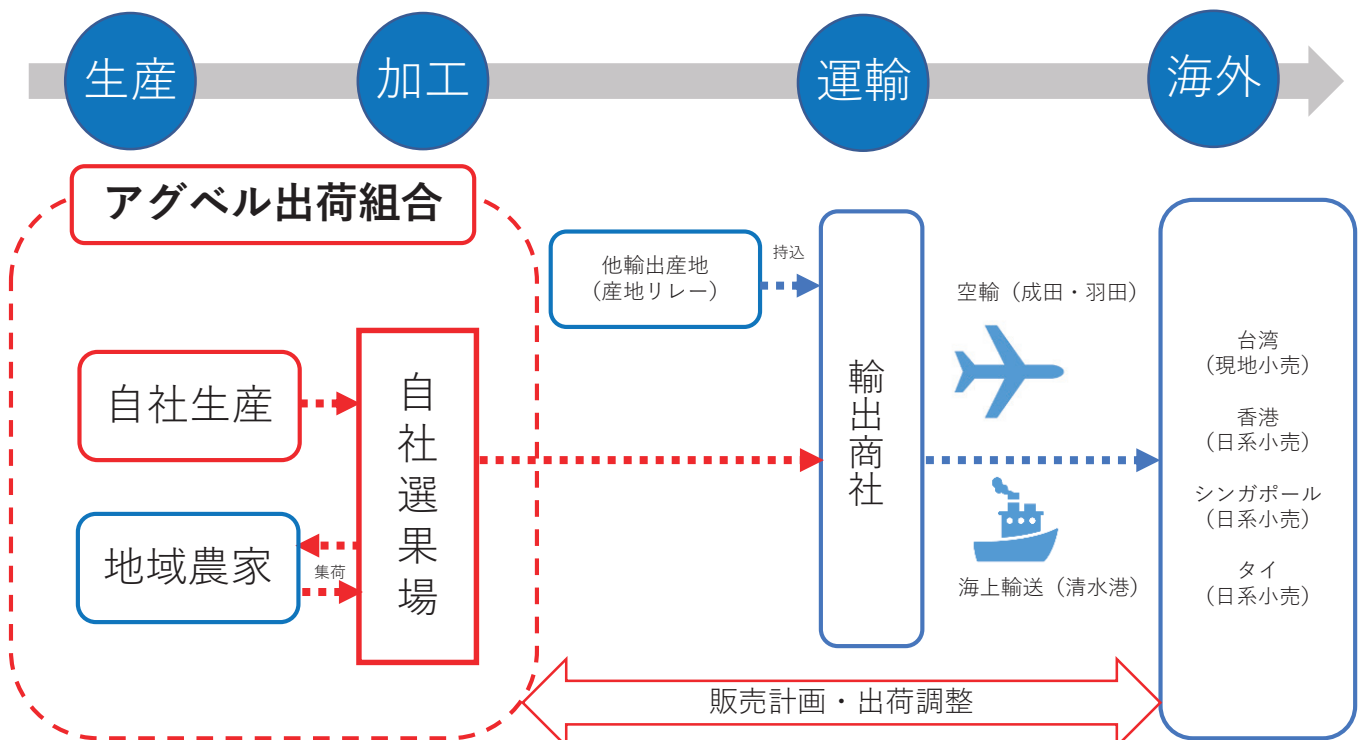 生産
加工
運輸
海外
アグベル出荷組合
自社生産
地域農家
集荷
自社選果場
他輸出産地
（産地リレー）
持込
輸出商社
空輸（成田・羽田）
海上輸送（清水港）
台湾
（現地小売）
香港
（日系小売）
シンガポール
（日系小売）
タイ
（日系小売）
販売計画・出荷調整